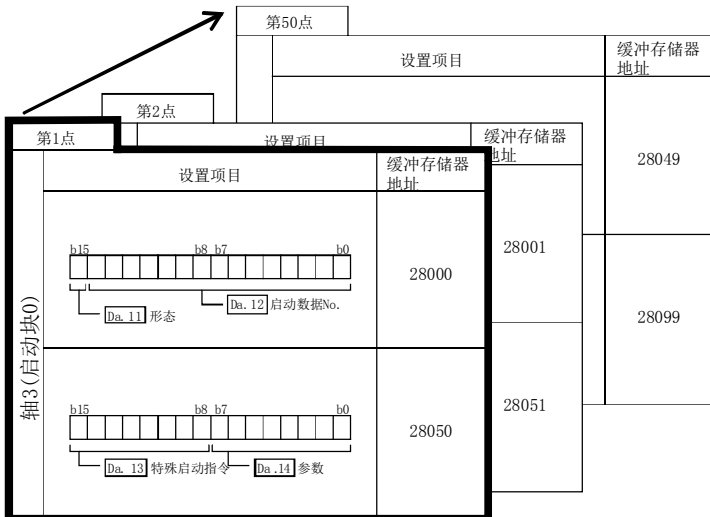 第50点
设置项目
缓冲存储器
地址
28049
28099
第2点
设置项目
缓冲存储器
地址
28001
28051
第1点
设置项目
缓冲存储器
地址
轴3(启动块0)
b15 b8 b7 b0
Da.12 启动数据No.
Da.11 形态
28000
b15 b8 b7 b0
Da.13 特殊启动指令 Da.14 参数
28050